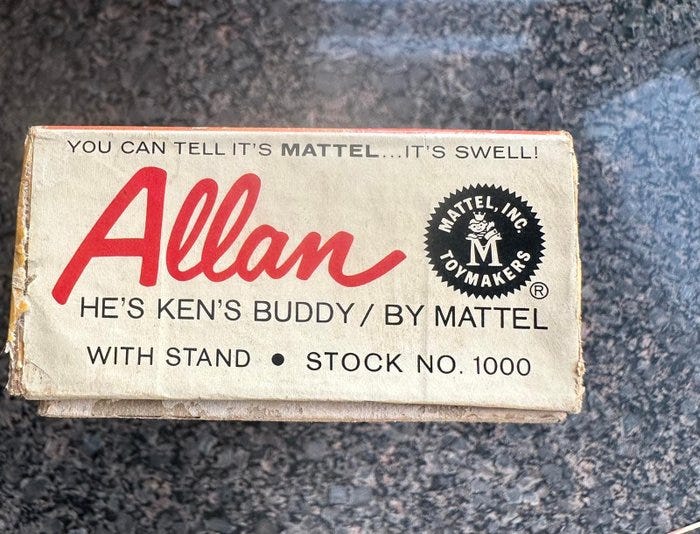 YOU CAN TELL IT'S MATTEL...IT'S SWELL!
Allan
MATTEL, INC.
M
TOYMAKERS
®
HE'S KEN'S BUDDY / BY MATTEL
WITH STAND ● STOCK NO. 1000